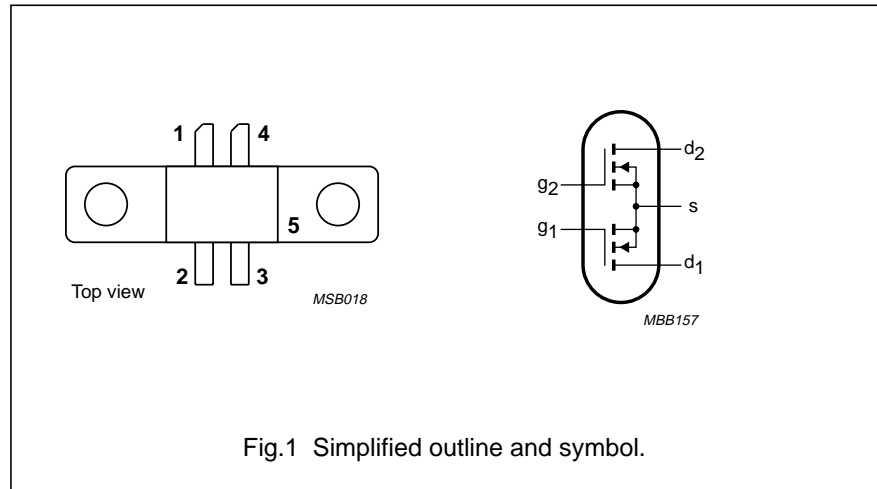 1 4
5
2 3
Top view
MSB018
d2
g2
s
g1
d1
MBB157
Fig.1 Simplified outline and symbol.